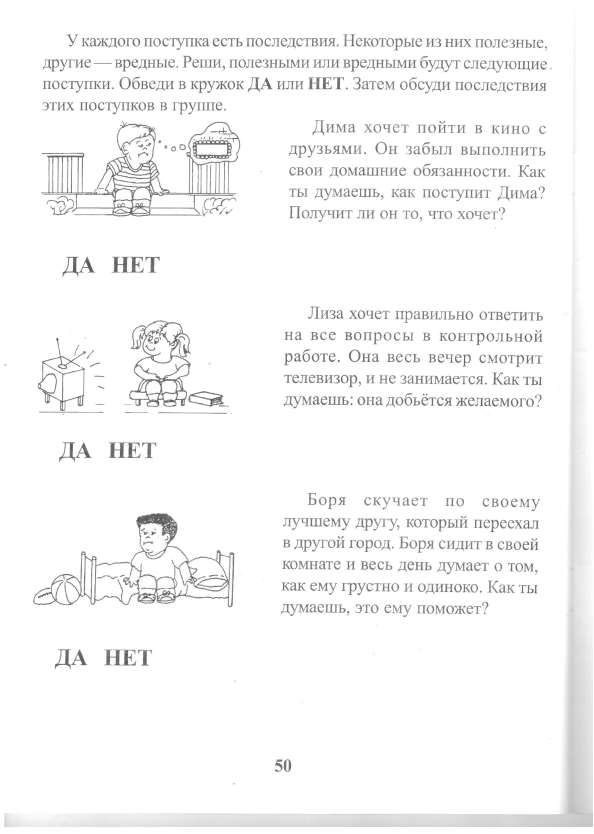 У каждого поступка есть последствия. Некоторые из них полезные,
другие — вредные. Реши, полезными или вредными будут следующие
поступки. Обведи в кружок ДА или НЕТ. Затем обсуди последствия
этих поступков в группе.
Дима хочет пойти в кино с
друзьями. Он забыл выполнить
свои домашние обязанности. Как
ты думаешь, как поступит Дима?
Получит ли он то, что хочет?
ДА НЕТ
Лиза хочет правильно ответить
на все вопросы в контрольной
работе. Она весь вечер смотрит
телевизор, и не занимается. Как ты
думаешь: она добьётся желаемого?
ДА НЕТ
Боря скучает по своему
лучшему другу, который переехал
в другой город. Боря сидит в своей
комнате и весь день думает о том,
как ему грустно и одиноко. Как ты
думаешь, это ему поможет?
ДА НЕТ
50